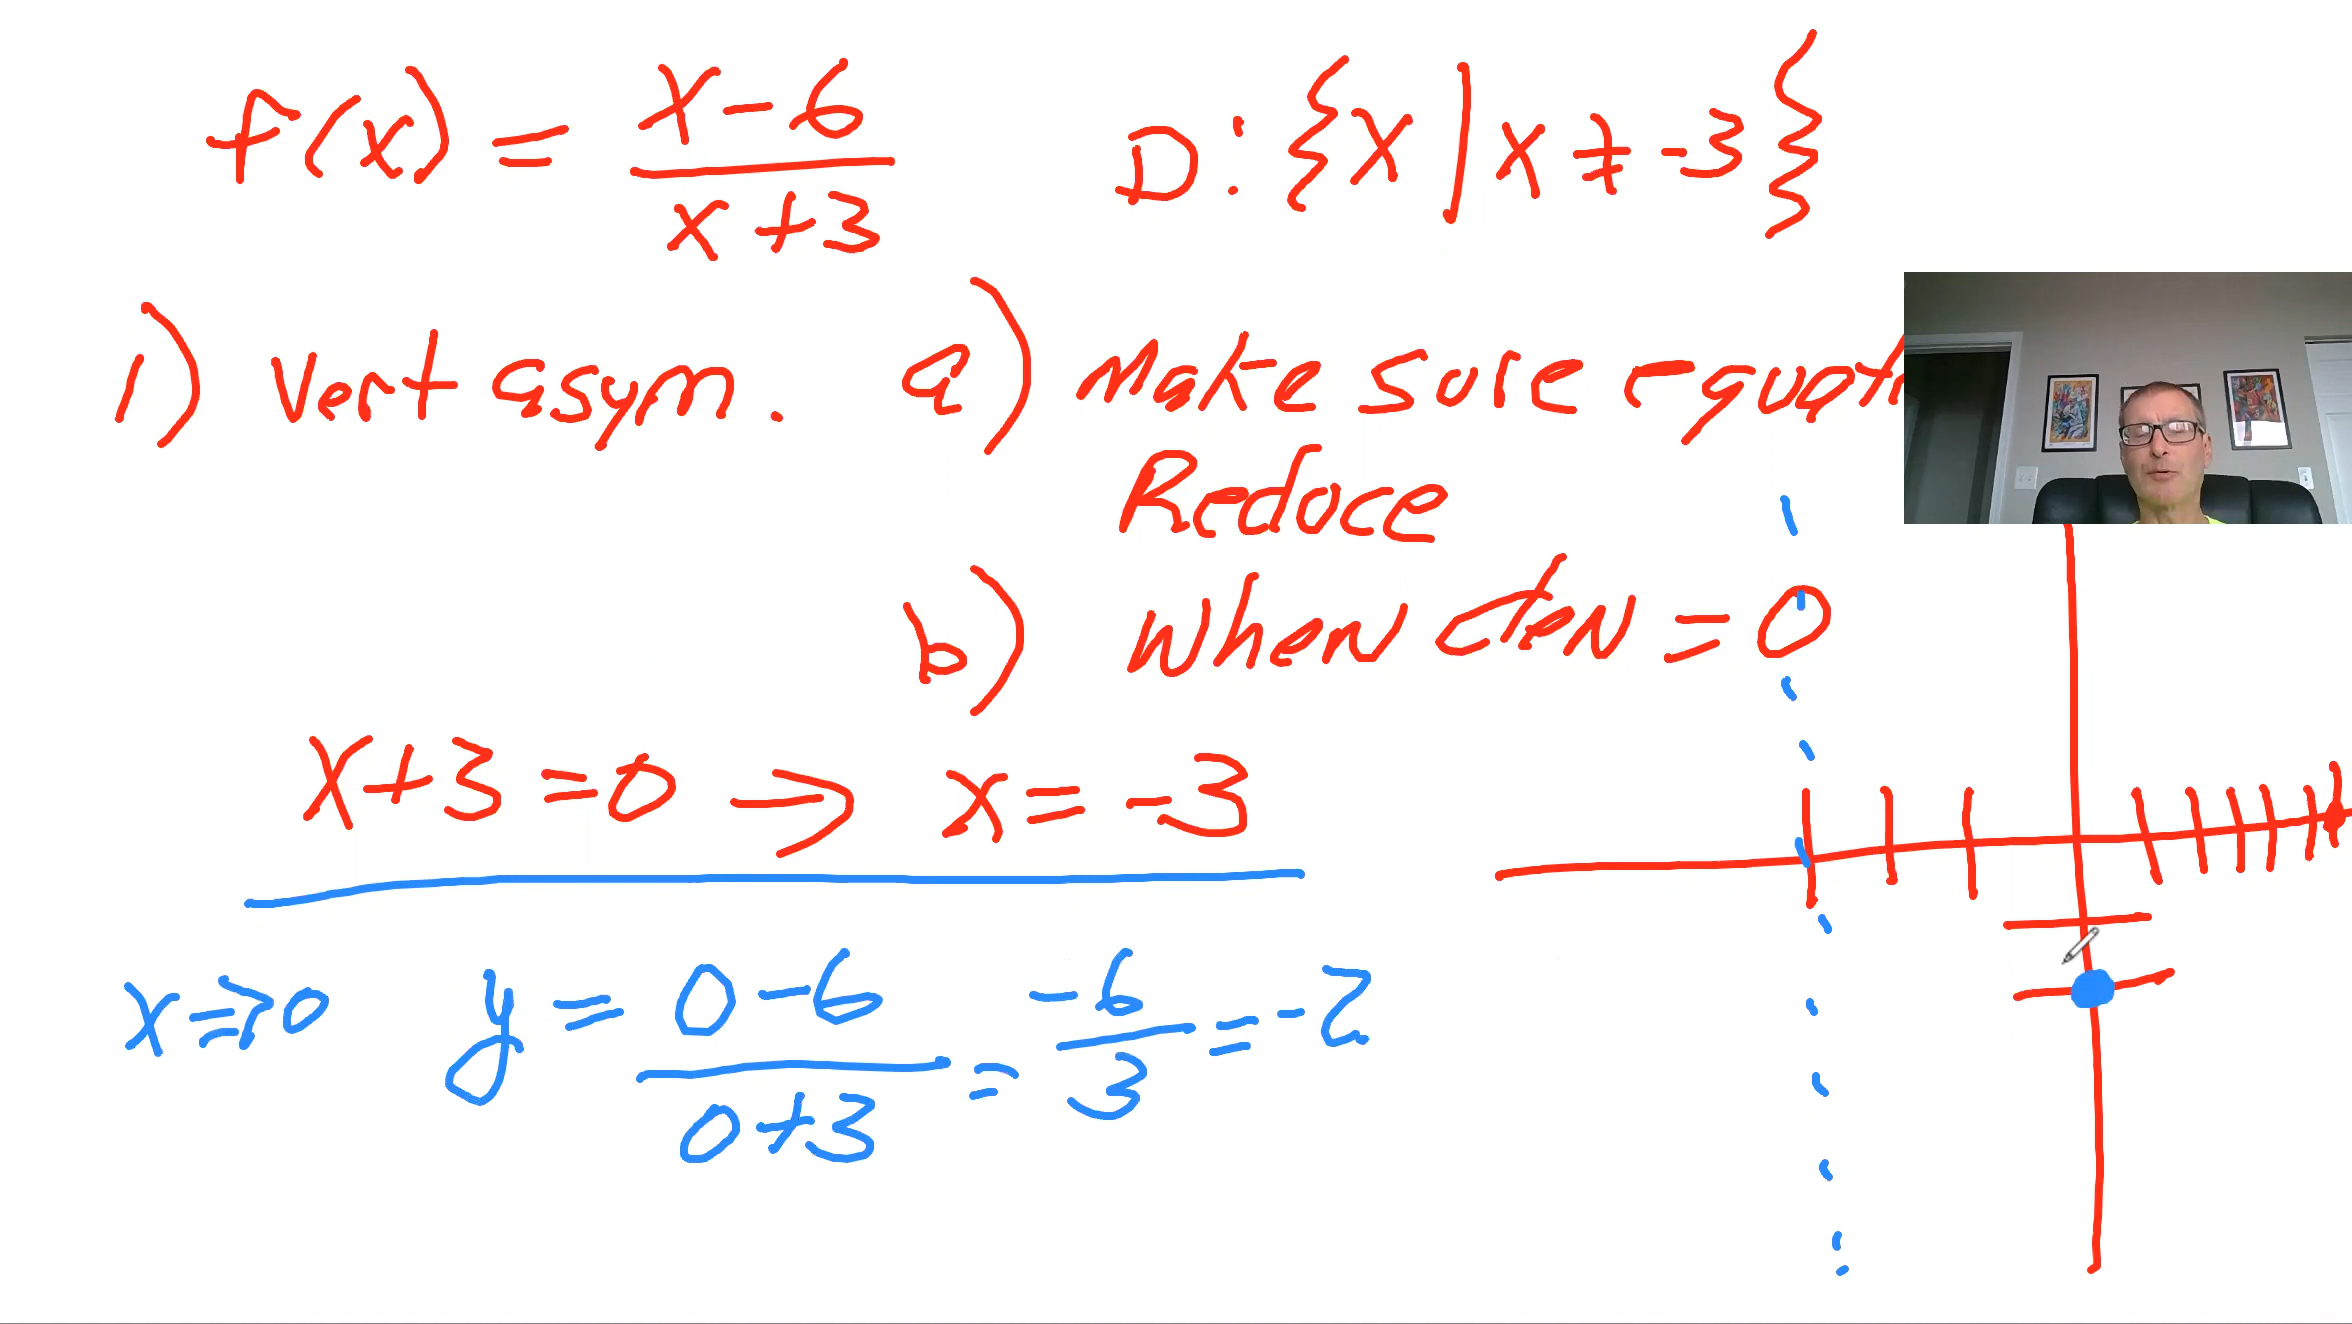 f(x) = x-6 / x+3 D: {x | x ≠ -3}
1) Vert asym. a) Make sure equat
Reduce
b) When den = 0
x+3=0 → x = -3
x=0 y = 0-6 / 0+3 = -6 / 3 = -2